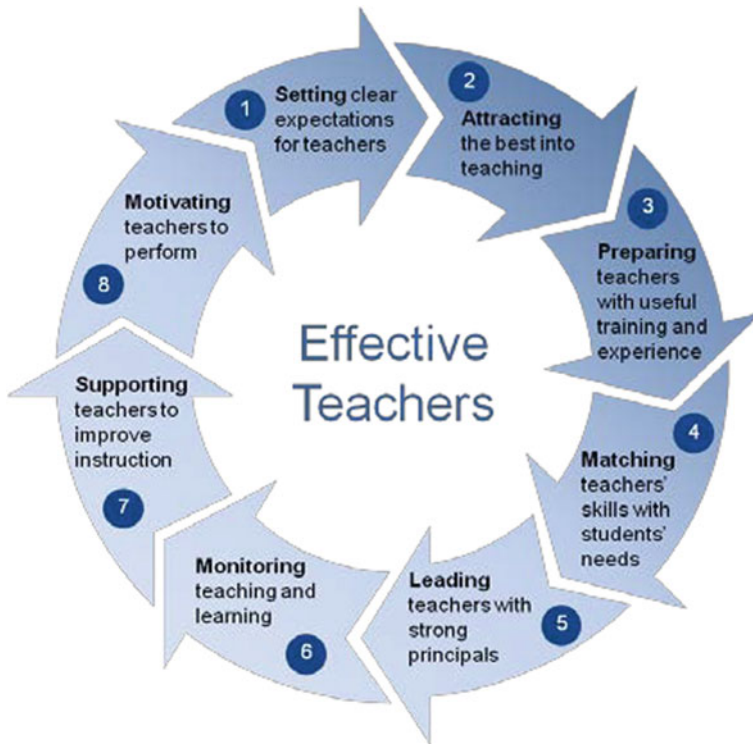 1
Setting clear
expectations
for teachers
2
Attracting
the best into
teaching
3
Preparing
teachers
with useful
training and
experience
4
Matching
teachers'
skills with
students'
needs
5
Leading
teachers with
strong
principals
6
Monitoring
teaching and
learning
7
Supporting
teachers to
improve
instruction
8
Motivating
teachers to
perform
Effective
Teachers